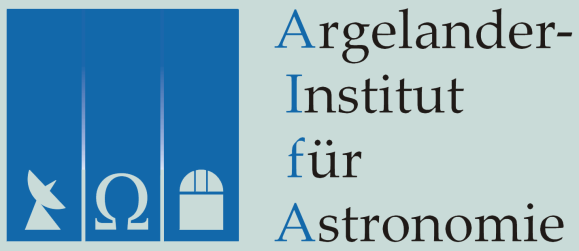 Argelander-
Institut
für
Astronomie
Ω